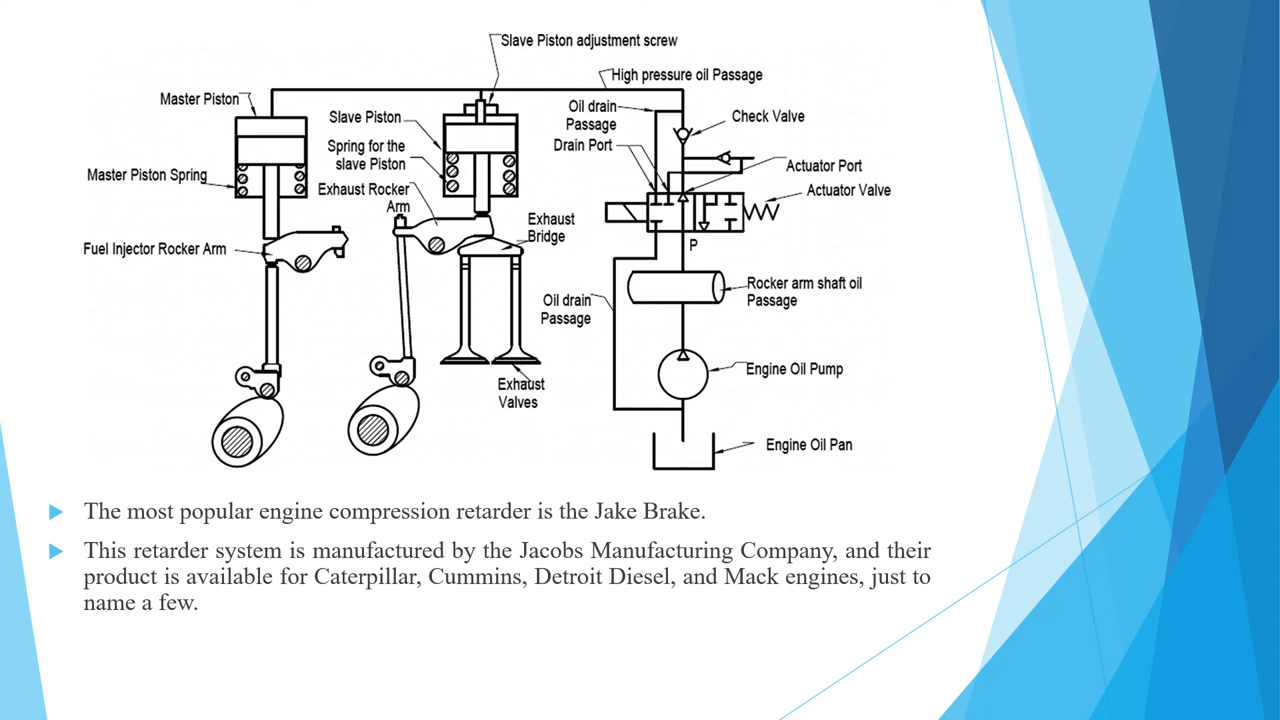 Slave Piston adjustment screw
High pressure oil Passage
Master Piston
Slave Piston
Oil drain
Passage
Check Valve
Spring for the
slave Piston
Drain Port
Actuator Port
Master Piston Spring
Exhaust Rocker
Arm
Actuator Valve
Fuel Injector Rocker Arm
Exhaust
Bridge
P
Oil drain
Passage
Rocker arm shaft oil
Passage
Engine Oil Pump
Exhaust
Valves
Engine Oil Pan
The most popular engine compression retarder is the Jake Brake.
This retarder system is manufactured by the Jacobs Manufacturing Company, and their
product is available for Caterpillar, Cummins, Detroit Diesel, and Mack engines, just to
name a few.